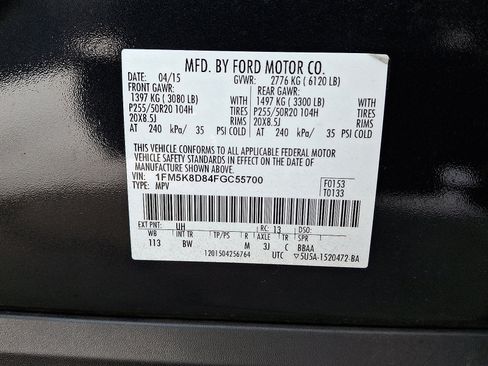 MFD. BY FORD MOTOR CO.
DATE: 04/15 GVWR: 2776 KG ( 6120 LB)
FRONT GAWR: REAR GAWR:
1397 KG ( 3080 LB) WITH 1497 KG ( 3300 LB) WITH
P255/50R20 104H TIRES P255/50R20 104H TIRES
20X8.5J RIMS 20X8.5J RIMS
AT 240 kPa/ 35 PSI COLD AT 240 kPa/ 35 PSI COLD
THIS VEHICLE CONFORMS TO ALL APPLICABLE FEDERAL MOTOR
VEHICLE SAFETY STANDARDS IN EFFECT ON THE DATE OF
MANUFACTURE SHOWN ABOVE.
VIN: 1FM5K8D84FGC55700
TYPE: MPV
F0153
T0133
EXT PNT: UH RC: 13 DSO:
WB INT TR TP/PS R AXLE TR SPR
113 BW M 3J C BBAA
1201504256764 UTC ▽5U5A-1520472-BA